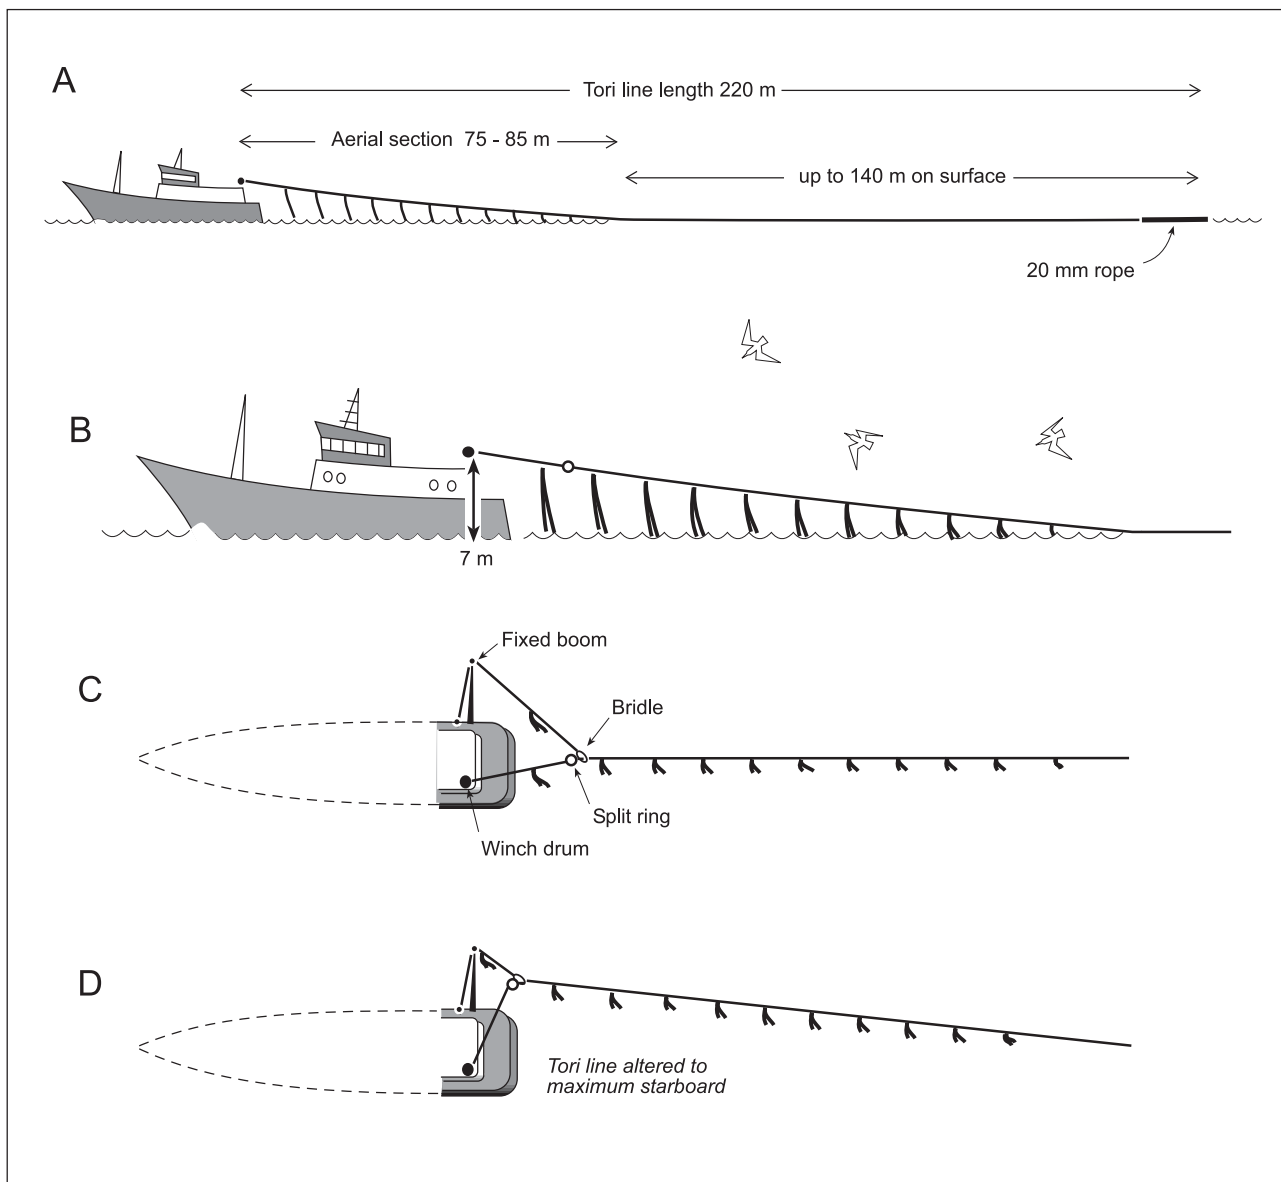 A
Tori line length 220 m
Aerial section 75 - 85 m
up to 140 m on surface
20 mm rope
B
7 m
C
Fixed boom
Bridle
Split ring
Winch drum
D
Tori line altered to
maximum starboard